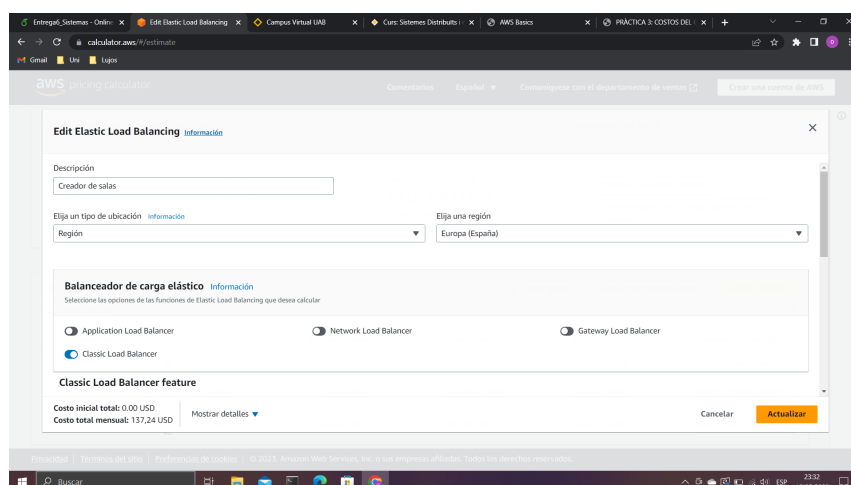 Entrega6_Sistemas - Online
Edit Elastic Load Balancing
Campus Virtual UAB
Curs: Sistemes Distribuïts i
AWS Basics
PRÀCTICA 3: COSTOS DEL
calculator.aws/#/estimate
Gmail
Uni
Lujos
aws pricing calculator
Comentarios
Español
Comuníquese con el departamento de ventas
Crear una cuenta de AWS
Edit Elastic Load Balancing Información
Descripción
Creador de salas
Elija un tipo de ubicación Información
Elija una región
Región
Europa (España)
Balanceador de carga elástico Información
Seleccione las opciones de las funciones de Elastic Load Balancing que desea calcular
Application Load Balancer
Network Load Balancer
Gateway Load Balancer
Classic Load Balancer
Classic Load Balancer feature
Costo inicial total: 0.00 USD
Costo total mensual: 137,24 USD
Mostrar detalles
Cancelar
Actualizar
Privacidad | Términos del sitio | Preferencias de cookies | © 2023, Amazon Web Services, Inc. o sus empresas afiliadas. Todos los derechos reservados.
Buscar
ESP
23:32